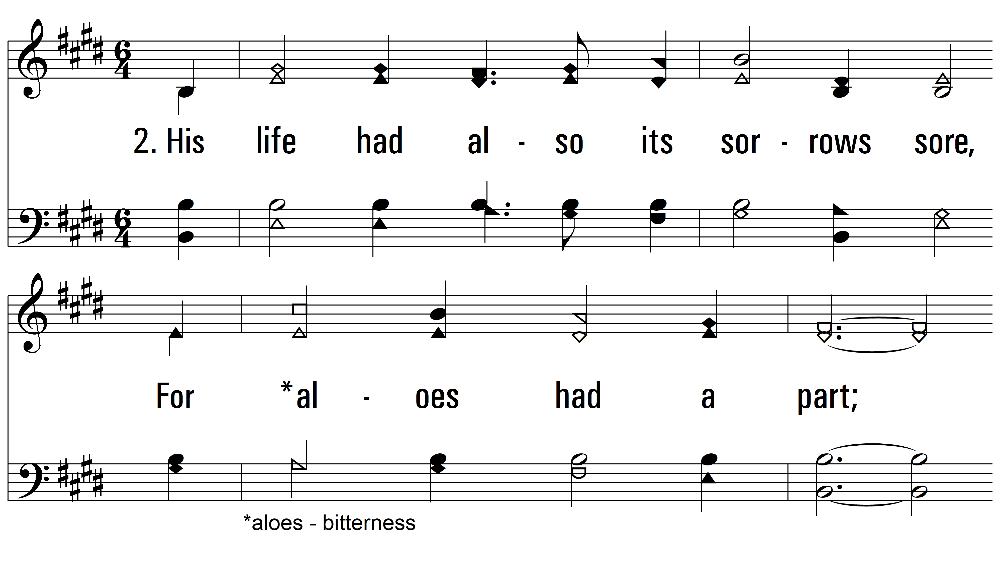 2. His life had al - so its sor - rows sore,
For *al - oes had a part;
*aloes - bitterness